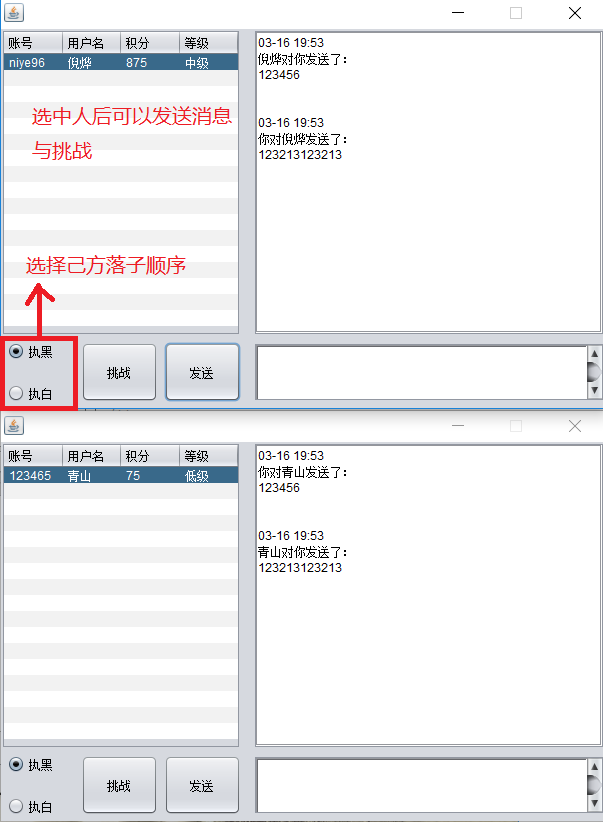 账号 用户名 积分 等级
niye96 倪烨 875 中级
选中人后可以发送消息
与挑战
选择己方落子顺序
执黑
执白
挑战
发送
03-16 19:53
倪烨对你发送了:
123456
03-16 19:53
你对倪烨发送了:
123213123213
账号 用户名 积分 等级
123465 青山 75 低级
执黑
执白
挑战
发送
03-16 19:53
你对青山发送了:
123456
03-16 19:53
青山对你发送了:
123213123213